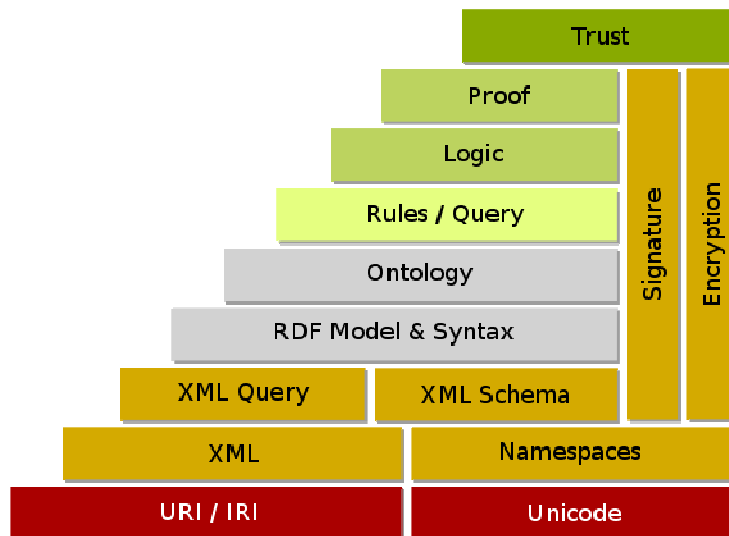 Trust
Proof
Logic
Rules / Query
Ontology
RDF Model & Syntax
Signature
Encryption
XML Query
XML Schema
XML
Namespaces
URI / IRI
Unicode